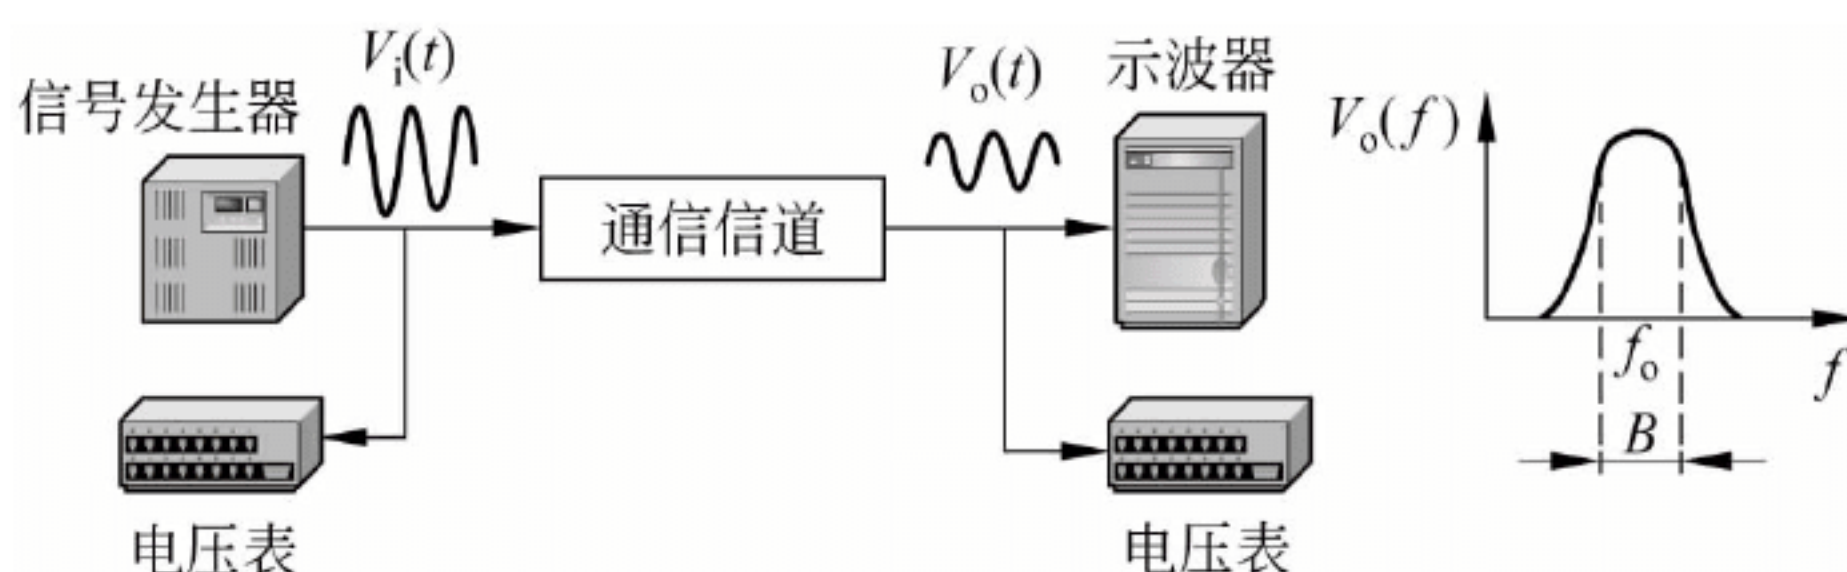 信号发生器
Vi(t)
通信信道
Vo(t)
示波器
电压表
电压表
Vo(f)
fo
f
B